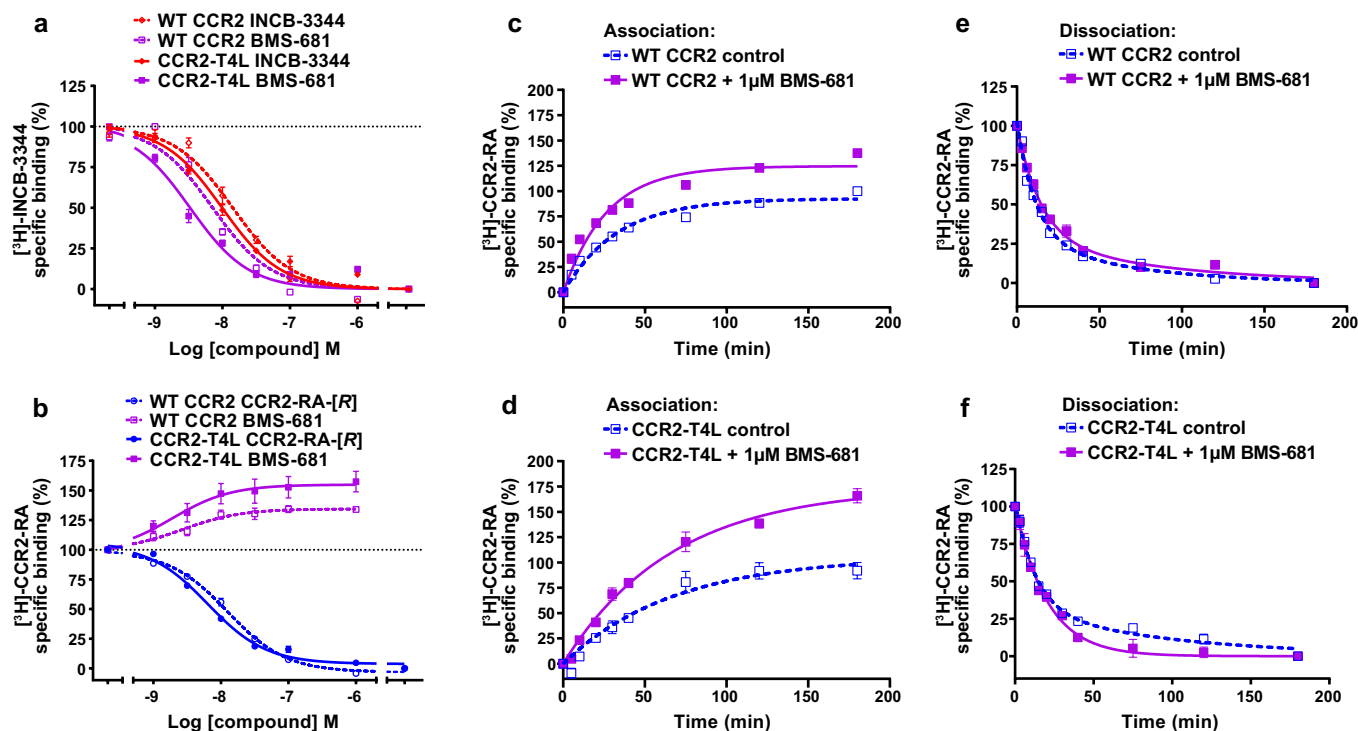 a
WT CCR2 INCB-3344
WT CCR2 BMS-681
CCR2-T4L INCB-3344
CCR2-T4L BMS-681
[³H]-INCB-3344
specific binding (%)
125
100
75
50
25
0
-9
-8
-7
-6
Log [compound] M
c
Association:
WT CCR2 control
WT CCR2 + 1µM BMS-681
[³H]-CCR2-RA
specific binding (%)
200
175
150
125
100
75
50
25
0
0
50
100
150
200
Time (min)
e
Dissociation:
WT CCR2 control
WT CCR2 + 1µM BMS-681
[³H]-CCR2-RA
specific binding (%)
125
100
75
50
25
0
0
50
100
150
200
Time (min)
b
WT CCR2 CCR2-RA-[R]
WT CCR2 BMS-681
CCR2-T4L CCR2-RA-[R]
CCR2-T4L BMS-681
[³H]-CCR2-RA
specific binding (%)
175
150
125
100
75
50
25
0
-9
-8
-7
-6
Log [compound] M
d
Association:
CCR2-T4L control
CCR2-T4L + 1µM BMS-681
[³H]-CCR2-RA
specific binding (%)
200
175
150
125
100
75
50
25
0
0
50
100
150
200
Time (min)
f
Dissociation:
CCR2-T4L control
CCR2-T4L + 1µM BMS-681
[³H]-CCR2-RA
specific binding (%)
125
100
75
50
25
0
0
50
100
150
200
Time (min)